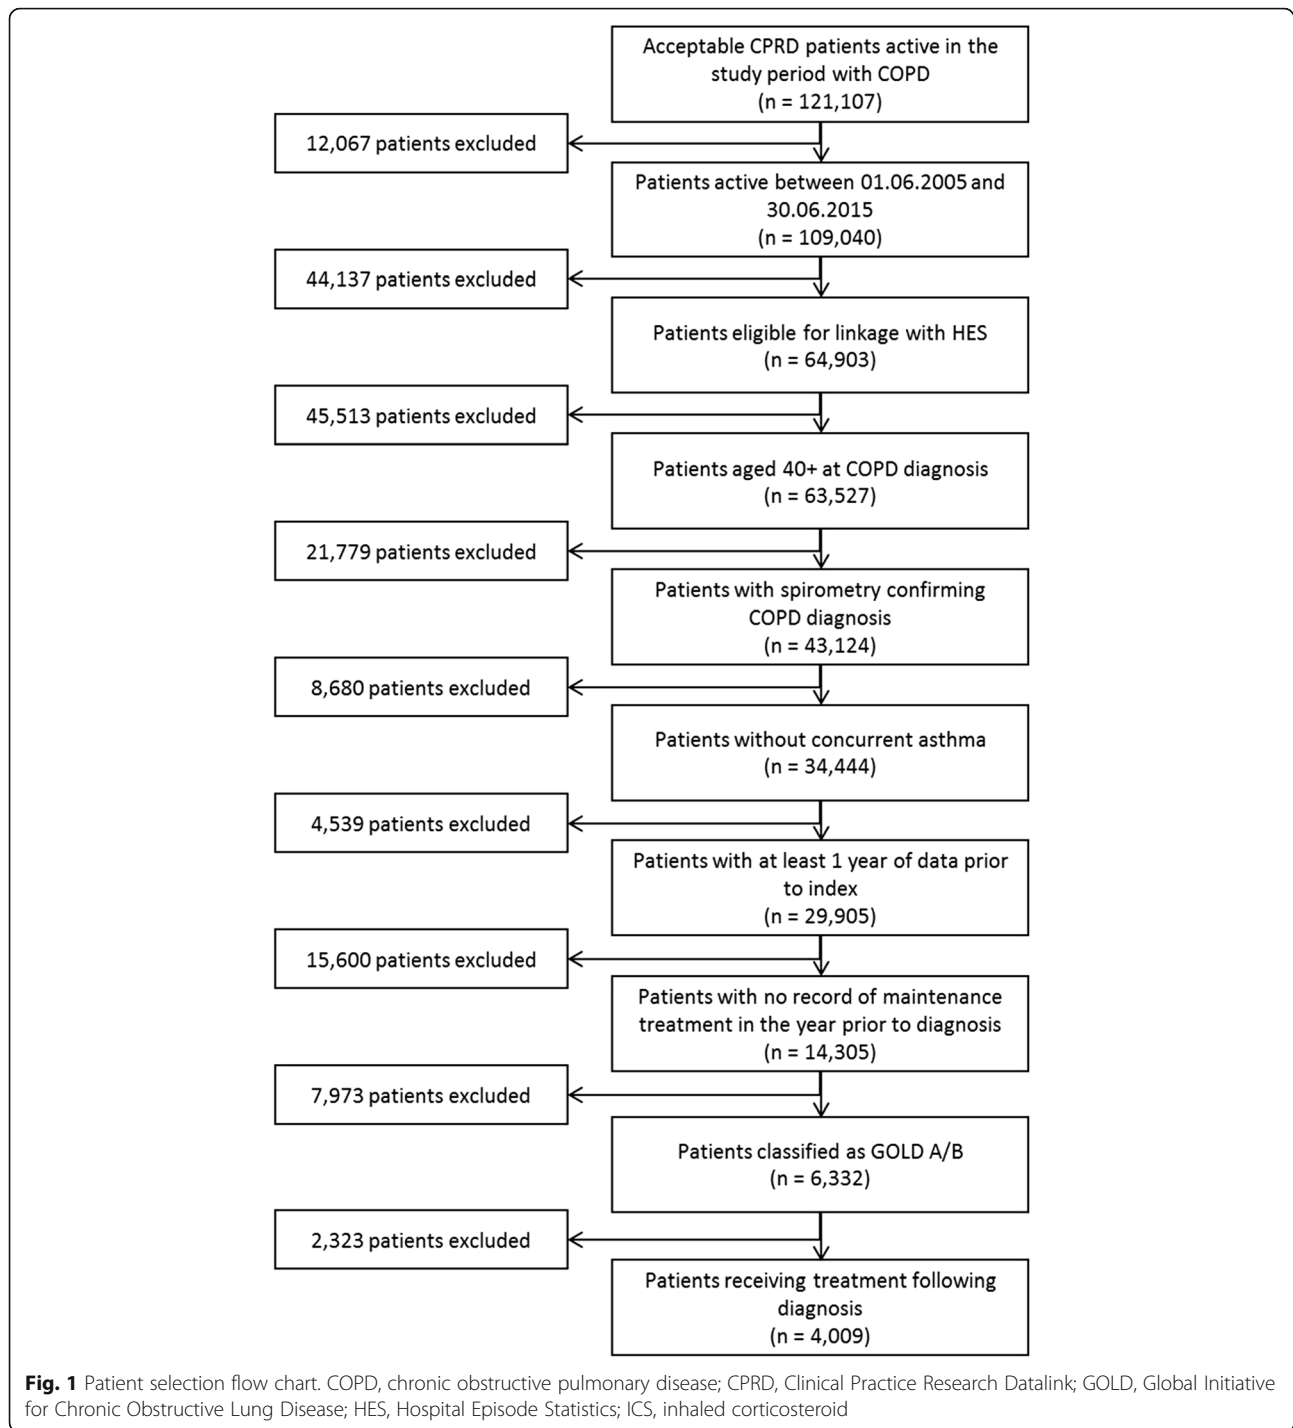 Acceptable CPRD patients active in the
study period with COPD
(n = 121,107)
12,067 patients excluded
Patients active between 01.06.2005 and
30.06.2015
(n = 109,040)
44,137 patients excluded
Patients eligible for linkage with HES
(n = 64,903)
45,513 patients excluded
Patients aged 40+ at COPD diagnosis
(n = 63,527)
21,779 patients excluded
Patients with spirometry confirming
COPD diagnosis
(n = 43,124)
8,680 patients excluded
Patients without concurrent asthma
(n = 34,444)
4,539 patients excluded
Patients with at least 1 year of data prior
to index
(n = 29,905)
15,600 patients excluded
Patients with no record of maintenance
treatment in the year prior to diagnosis
(n = 14,305)
7,973 patients excluded
Patients classified as GOLD A/B
(n = 6,332)
2,323 patients excluded
Patients receiving treatment following
diagnosis
(n = 4,009)
Fig. 1 Patient selection flow chart. COPD, chronic obstructive pulmonary disease; CPRD, Clinical Practice Research Datalink; GOLD, Global Initiative
for Chronic Obstructive Lung Disease; HES, Hospital Episode Statistics; ICS, inhaled corticosteroid